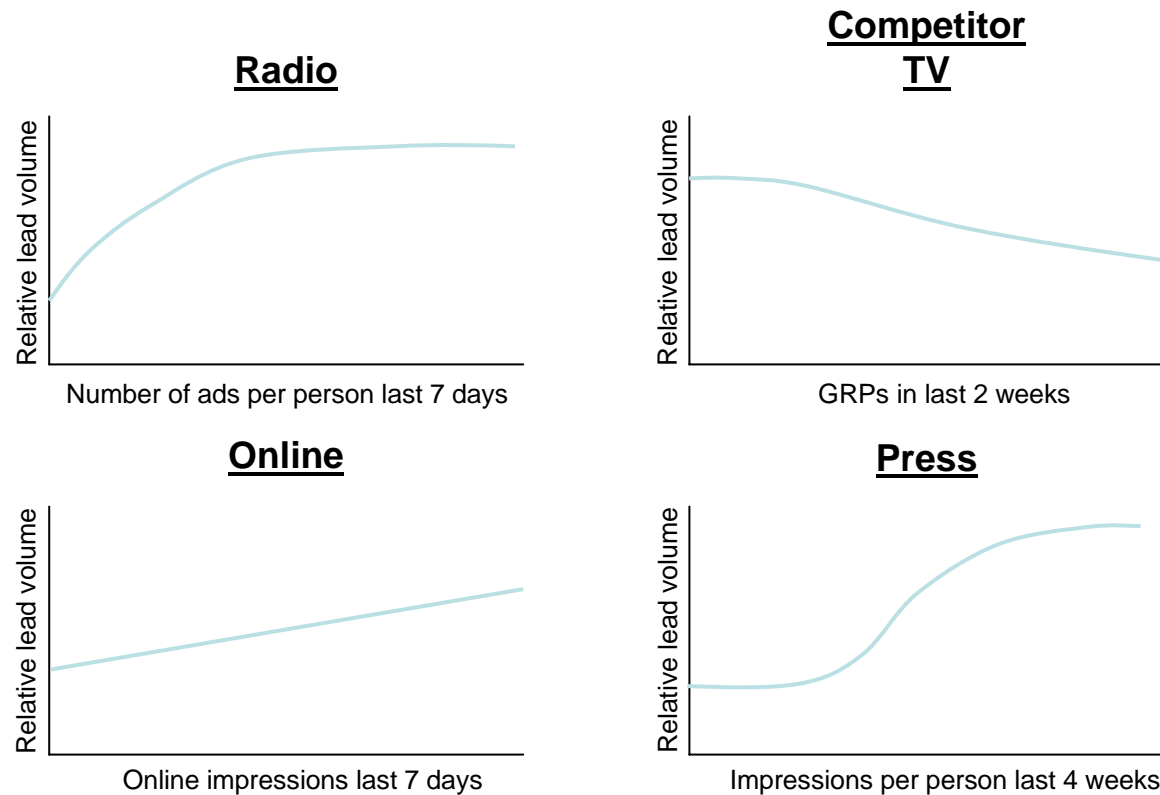 Radio
Relative lead volume
Number of ads per person last 7 days
Competitor
TV
Relative lead volume
GRPs in last 2 weeks
Online
Relative lead volume
Online impressions last 7 days
Press
Relative lead volume
Impressions per person last 4 weeks